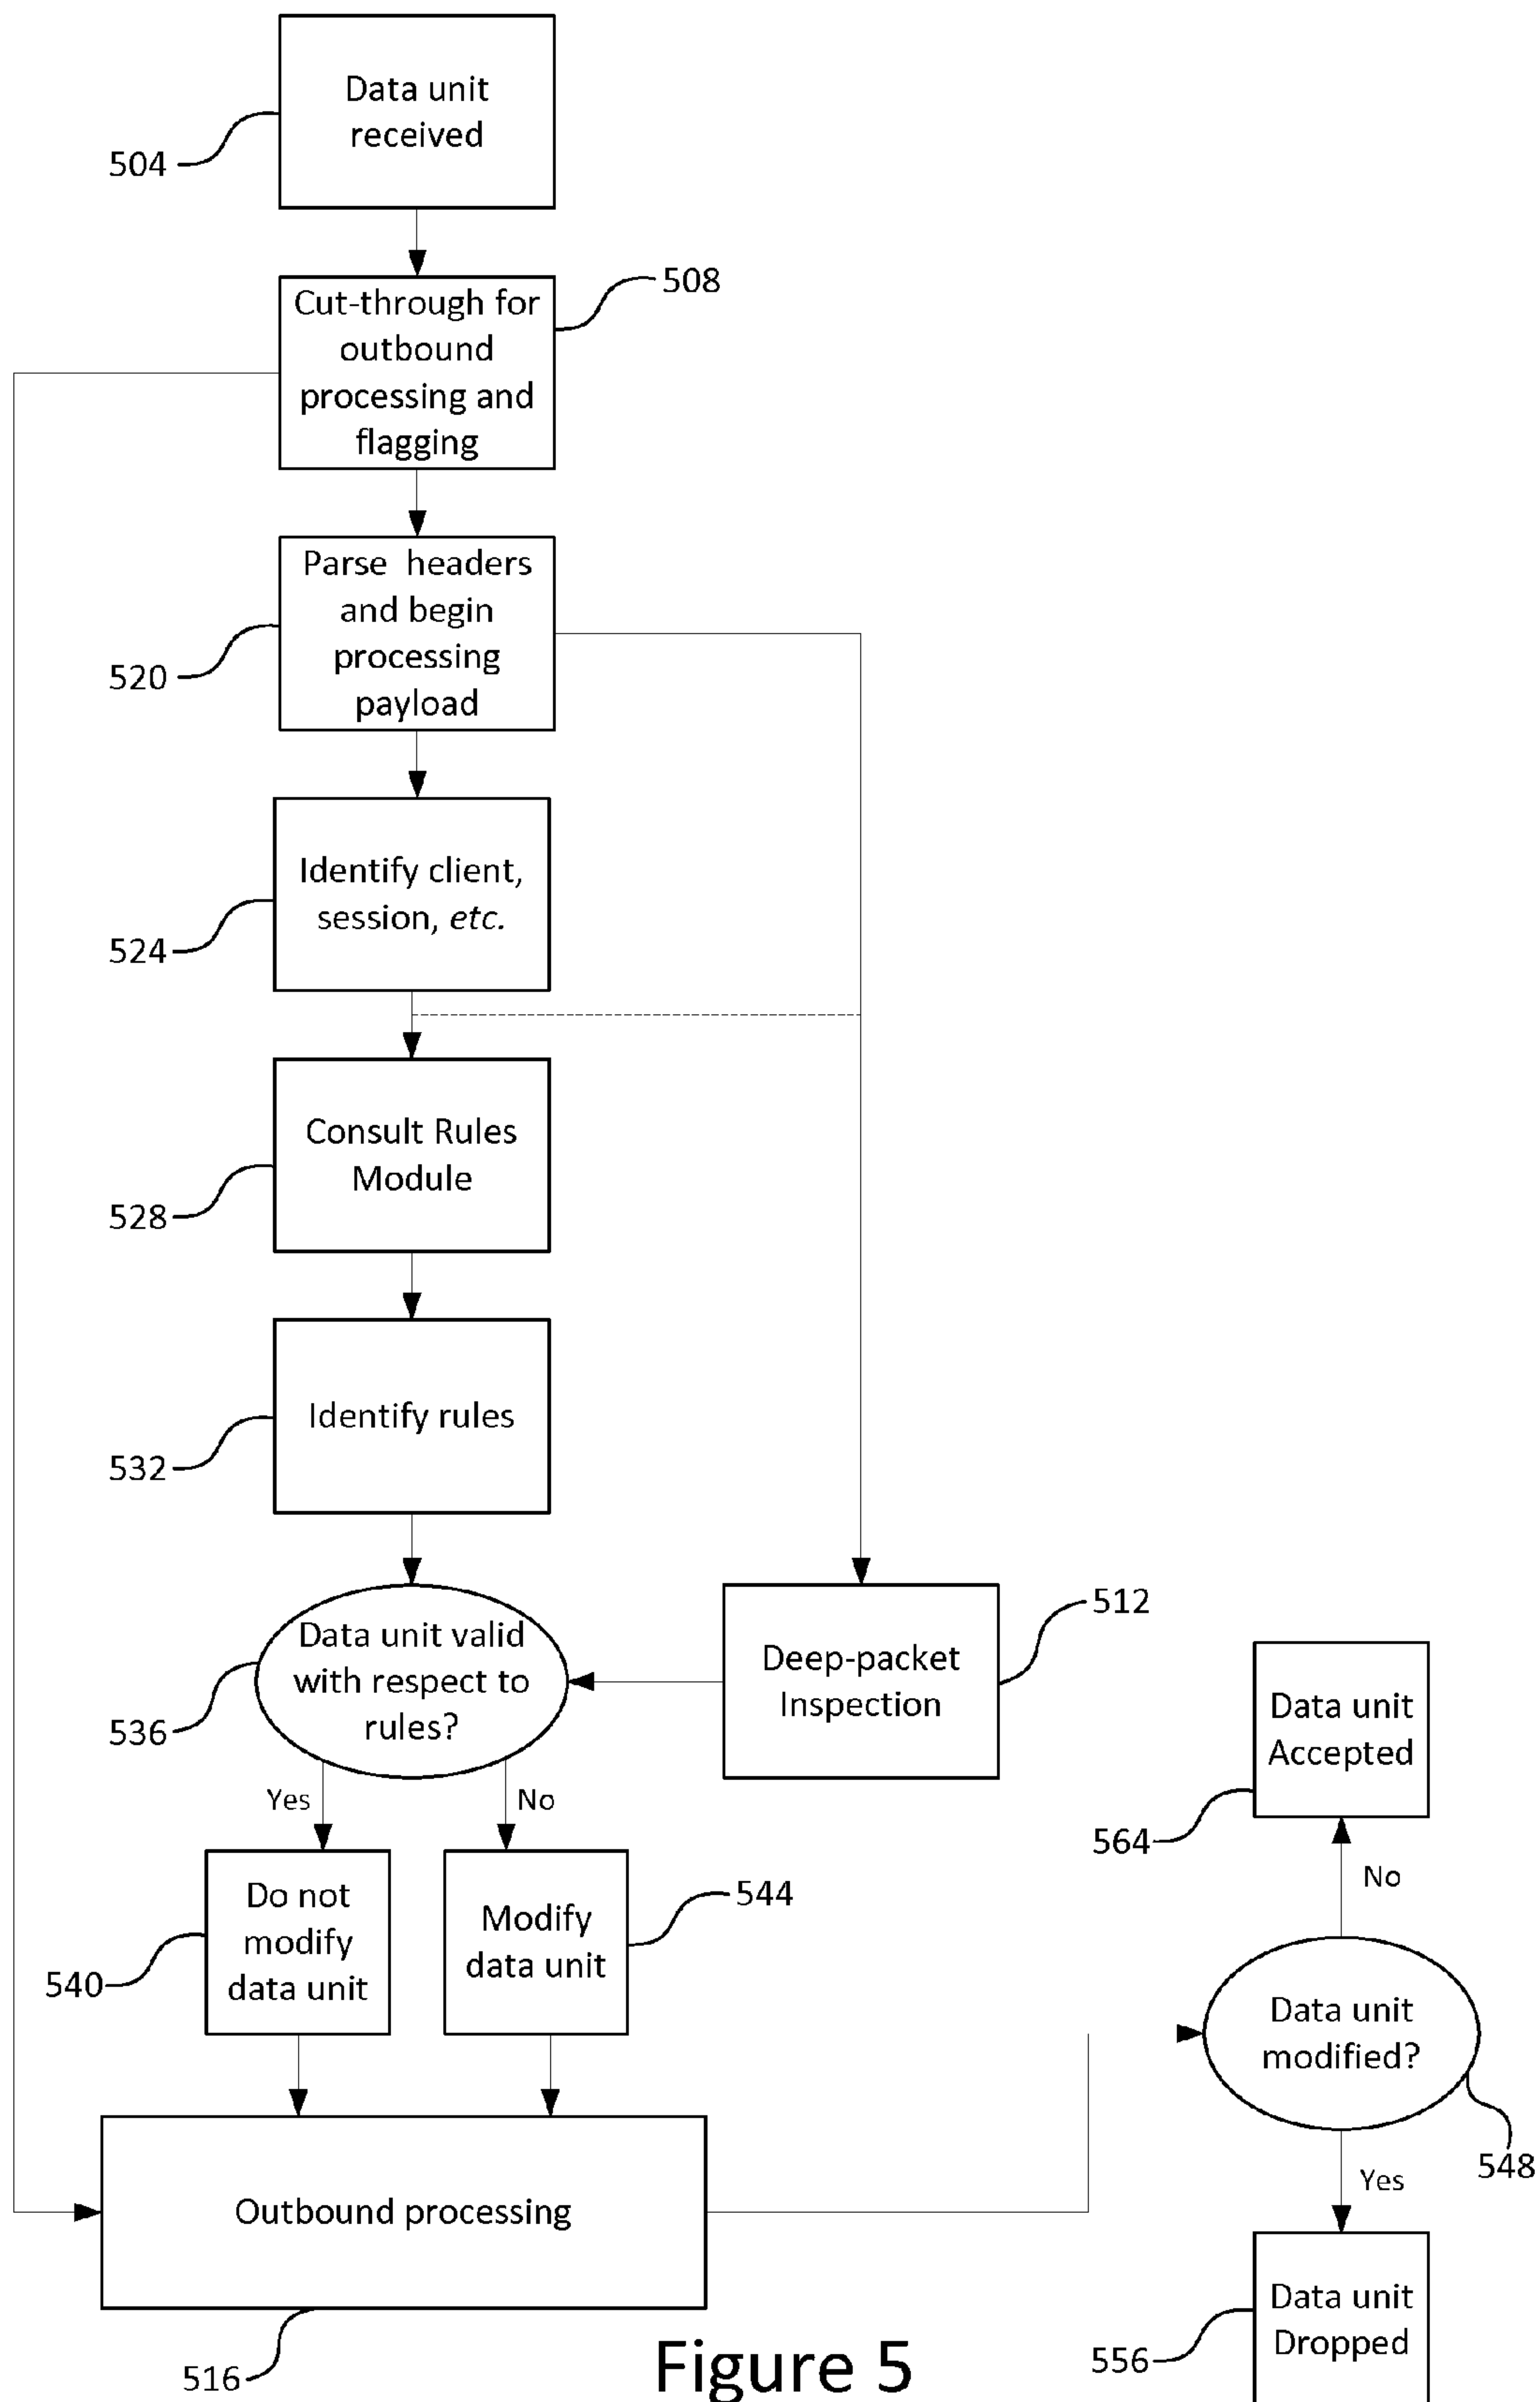 Data unit
received
504
Cut-through for
outbound
processing and
flagging
508
Parse headers
and begin
processing
payload
520
Identify client,
session, etc.
524
Consult Rules
Module
528
Identify rules
532
Data unit valid
with respect to
rules?
536
Deep-packet
Inspection
512
Yes
No
Do not
modify
data unit
540
Modify
data unit
544
Outbound processing
516
Data unit
Accepted
564
No
Data unit
modified?
548
Yes
Data unit
Dropped
556
Figure 5